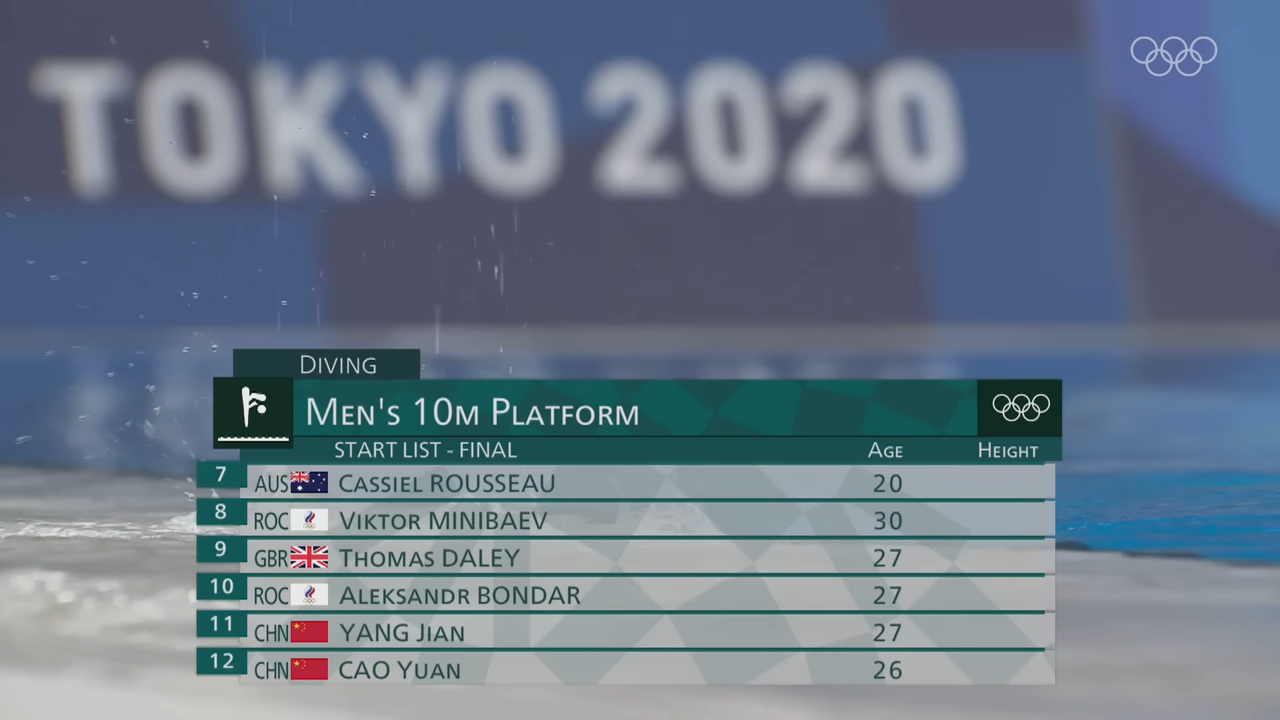 TOKYO 2020
DIVING
MEN'S 10M PLATFORM
START LIST - FINAL AGE HEIGHT
7 AUS CASSIEL ROUSSEAU 20
8 ROC VIKTOR MINIBAEV 30
9 GBR THOMAS DALEY 27
10 ROC ALEKSANDR BONDAR 27
11 CHN YANG JIAN 27
12 CHN CAO YUAN 26